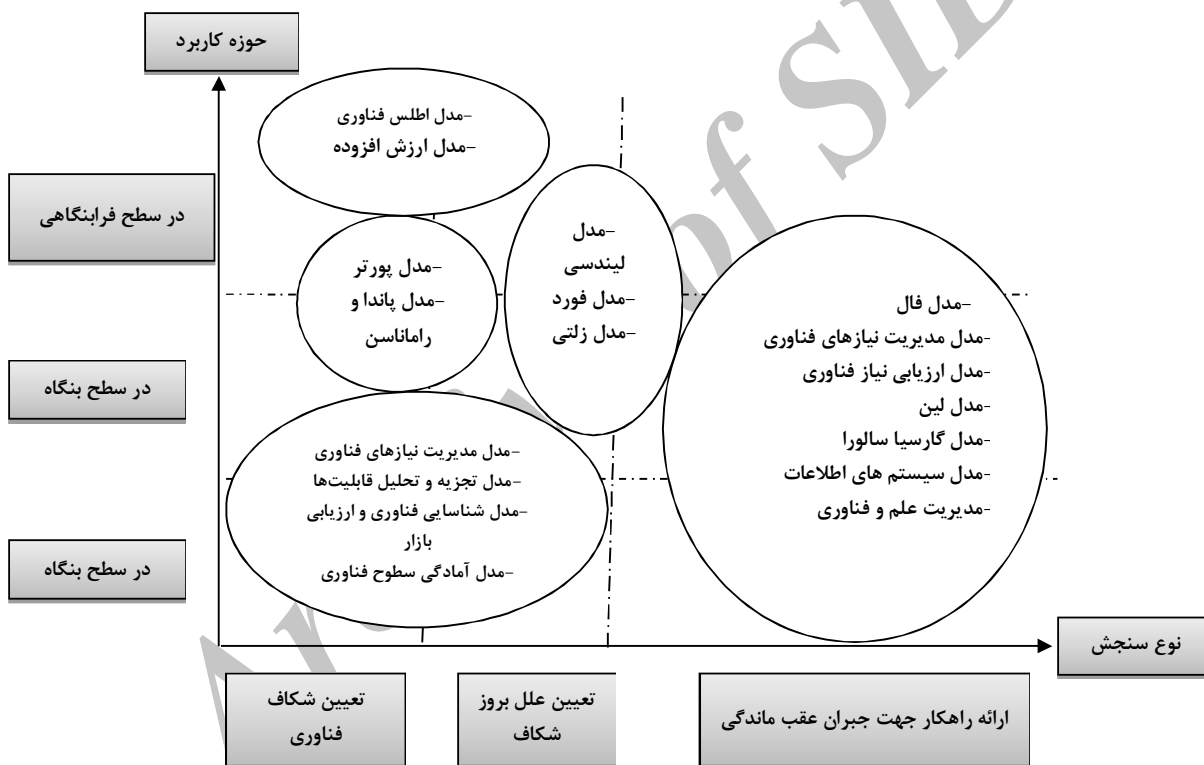 حوزه کاربرد
-مدل اطلس فناوری
-مدل ارزش افزوده
در سطح فرابنگاهی
-مدل پورتر
-مدل پاندا و
راماناسن
-مدل
لیندسی
-مدل فورد
-مدل زلتی
-مدل فال
-مدل مدیریت نیازهای فناوری
-مدل ارزیابی نیاز فناوری
-مدل لین
-مدل گارسیا سالورا
-مدل سیستم های اطلاعات
-مدیریت علم و فناوری
در سطح بنگاه
-مدل مدیریت نیازهای فناوری
-مدل تجزیه و تحلیل قابلیت‌ها
-مدل شناسایی فناوری و ارزیابی
بازار
-مدل آمادگی سطوح فناوری
در سطح بنگاه
نوع سنجش
تعیین شکاف
فناوری
تعیین علل بروز
شکاف
ارائه راهکار جهت جبران عقب ماندگی
of SI